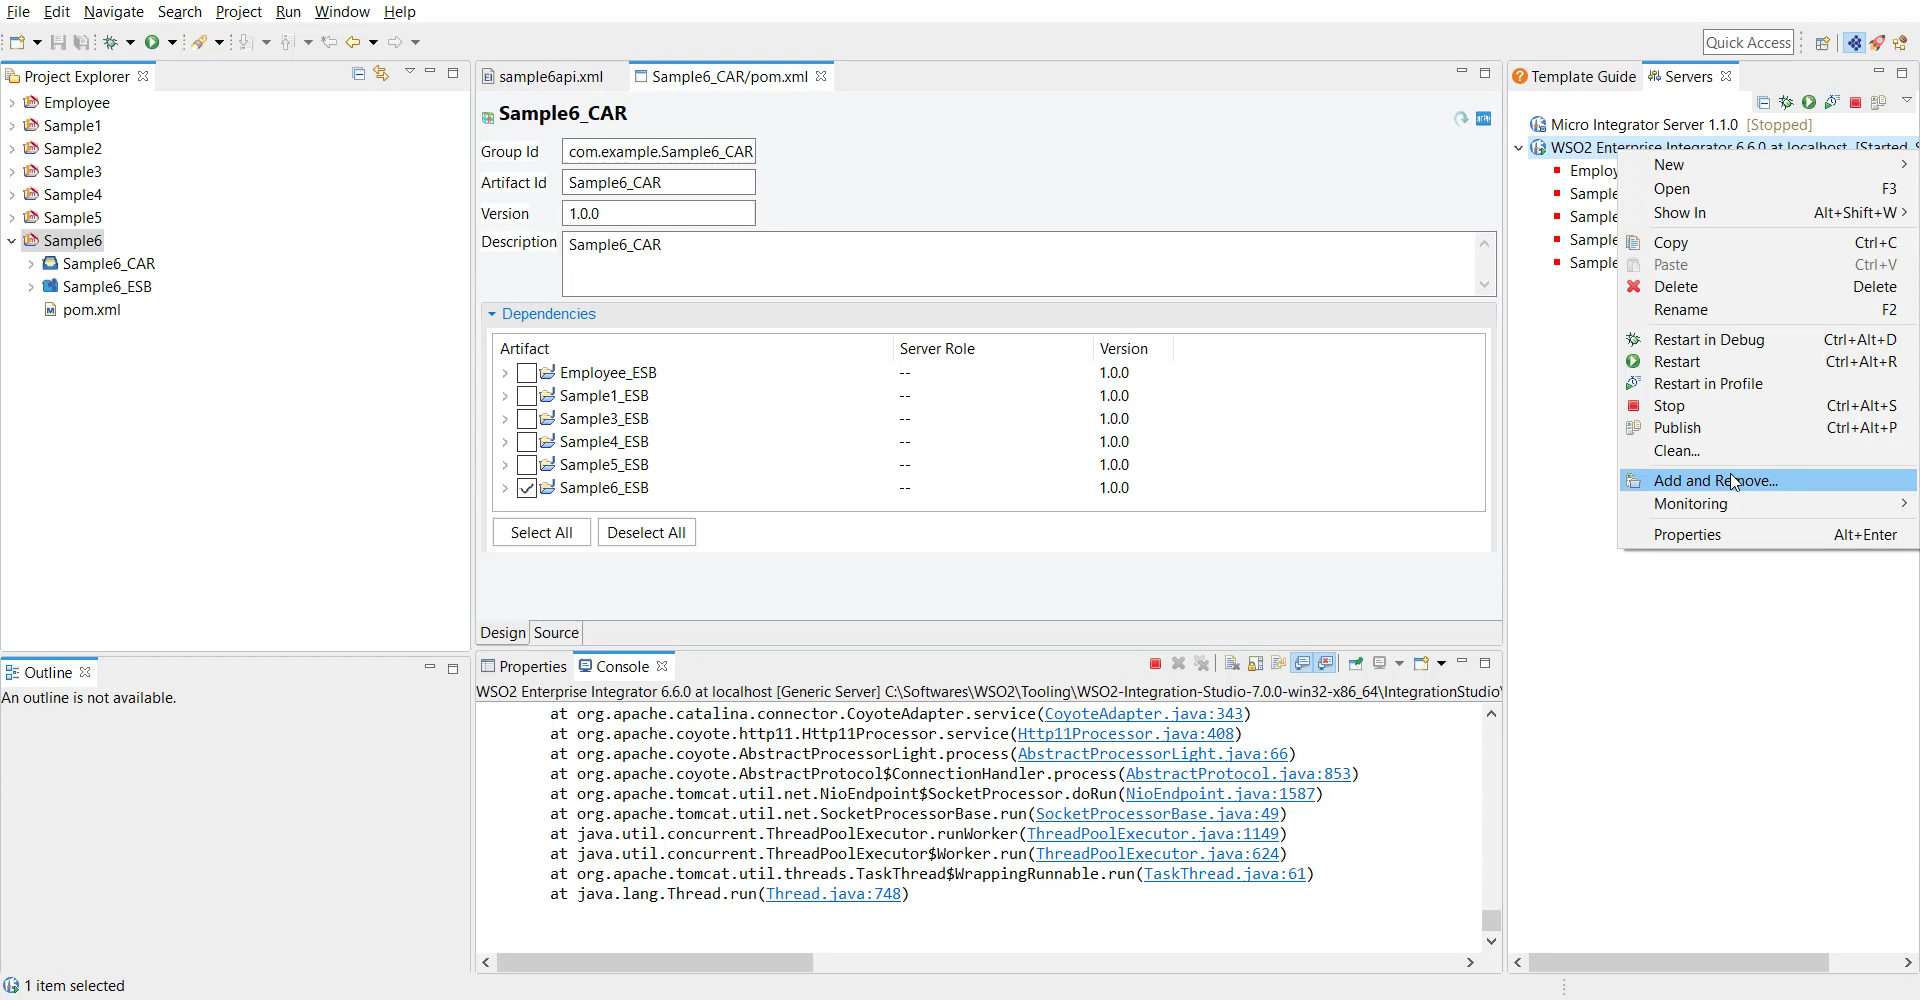 File Edit Navigate Search Project Run Window Help
Quick Access
Project Explorer
Employee
Sample1
Sample2
Sample3
Sample4
Sample5
Sample6
Sample6_CAR
Sample6_ESB
pom.xml
Outline
An outline is not available.
sample6api.xml
Sample6_CAR/pom.xml
Sample6_CAR
Group Id com.example.Sample6_CAR
Artifact Id Sample6_CAR
Version 1.0.0
Description Sample6_CAR
Dependencies
Artifact Server Role Version
Employee_ESB -- 1.0.0
Sample1_ESB -- 1.0.0
Sample3_ESB -- 1.0.0
Sample4_ESB -- 1.0.0
Sample5_ESB -- 1.0.0
Sample6_ESB -- 1.0.0
Select All Deselect All
Design Source
Properties Console
WSO2 Enterprise Integrator 6.6.0 at localhost [Generic Server] C:\Softwares\WSO2\Tooling\WSO2-Integration-Studio-7.0.0-win32-x86_64\IntegrationStudio\
at org.apache.catalina.connector.CoyoteAdapter.service(CoyoteAdapter.java:343)
at org.apache.coyote.http11.Http11Processor.service(Http11Processor.java:408)
at org.apache.coyote.AbstractProcessorLight.process(AbstractProcessorLight.java:66)
at org.apache.coyote.AbstractProtocol$ConnectionHandler.process(AbstractProtocol.java:853)
at org.apache.tomcat.util.net.NioEndpoint$SocketProcessor.doRun(NioEndpoint.java:1587)
at org.apache.tomcat.util.net.SocketProcessorBase.run(SocketProcessorBase.java:49)
at java.util.concurrent.ThreadPoolExecutor.runWorker(ThreadPoolExecutor.java:1149)
at java.util.concurrent.ThreadPoolExecutor$Worker.run(ThreadPoolExecutor.java:624)
at org.apache.tomcat.util.threads.TaskThread$WrappingRunnable.run(TaskThread.java:61)
at java.lang.Thread.run(Thread.java:748)
Template Guide Servers
Micro Integrator Server 1.1.0 [Stopped]
WSO2 Enterprise Integrator 6.6.0 at localhost [Started, S
Employ
Sample
Sample
Sample
Sample
New
Open F3
Show In Alt+Shift+W
Copy Ctrl+C
Paste Ctrl+V
Delete Delete
Rename F2
Restart in Debug Ctrl+Alt+D
Restart Ctrl+Alt+R
Restart in Profile
Stop Ctrl+Alt+S
Publish Ctrl+Alt+P
Clean...
Add and Remove...
Monitoring
Properties Alt+Enter
1 item selected